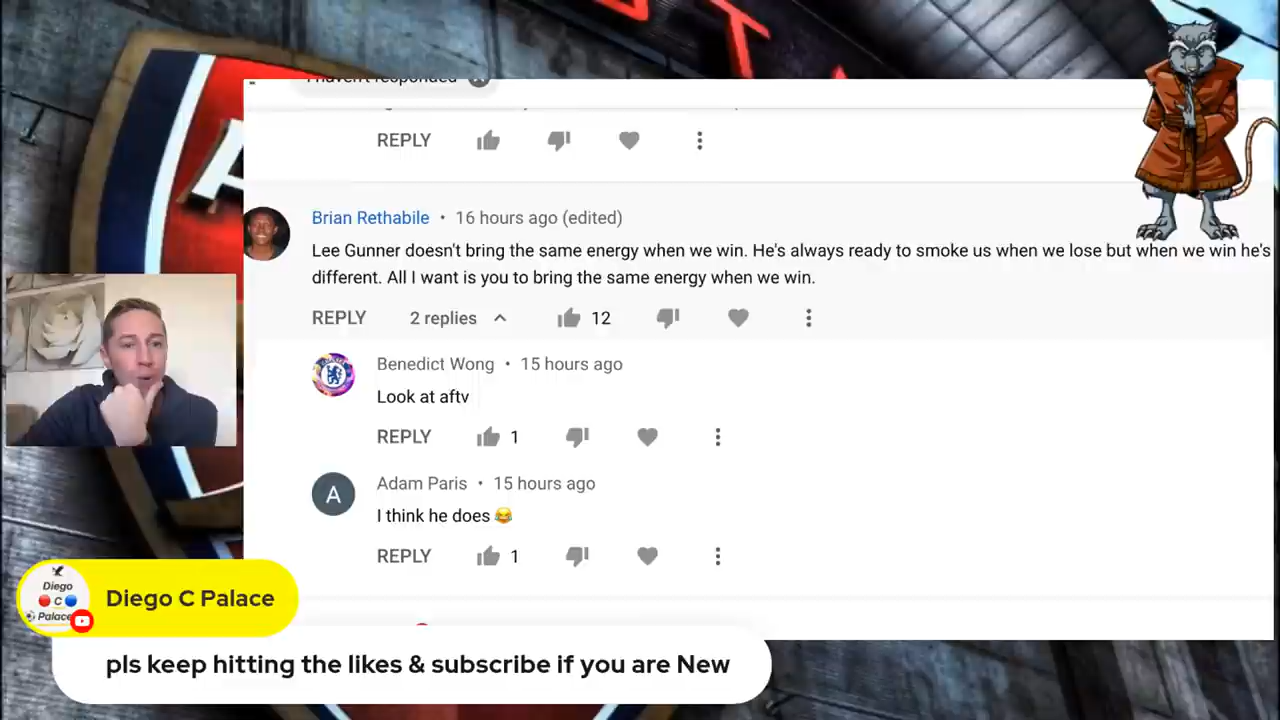 I haven't responded
REPLY
Brian Rethabile • 16 hours ago (edited)
Lee Gunner doesn't bring the same energy when we win. He's always ready to smoke us when we lose but when we win he's
different. All I want is you to bring the same energy when we win.
REPLY 2 replies 12
Benedict Wong • 15 hours ago
Look at aftv
REPLY 1
A
Adam Paris • 15 hours ago
I think he does 😂
REPLY 1
Diego
C
Palace
Diego C Palace
pls keep hitting the likes & subscribe if you are New